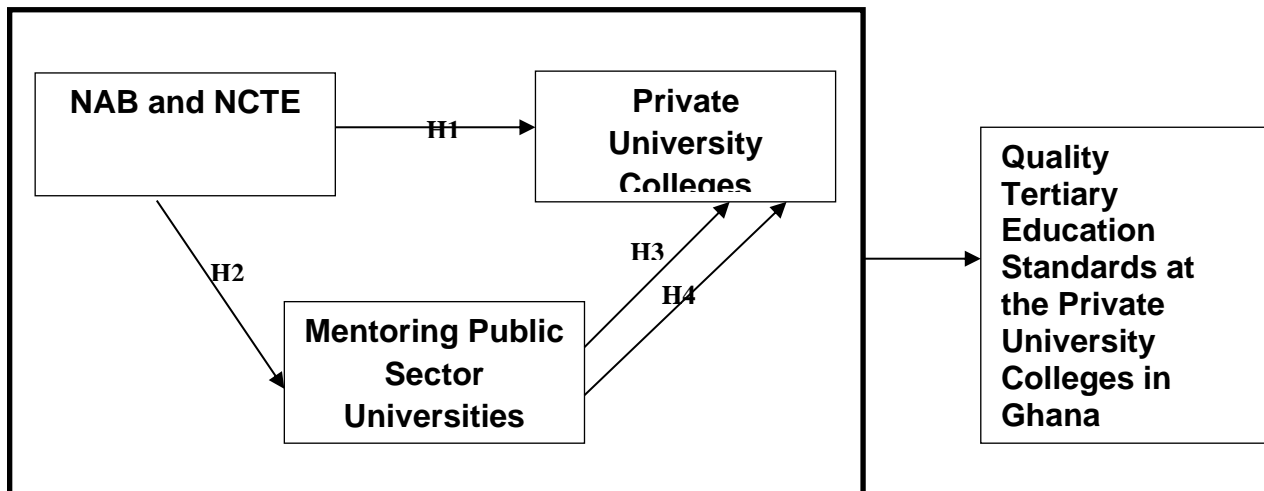 NAB and NCTE
Private
University
Colleges
H1
H2
H3
H4
Mentoring Public
Sector
Universities
Quality
Tertiary
Education
Standards at
the Private
University
Colleges in
Ghana